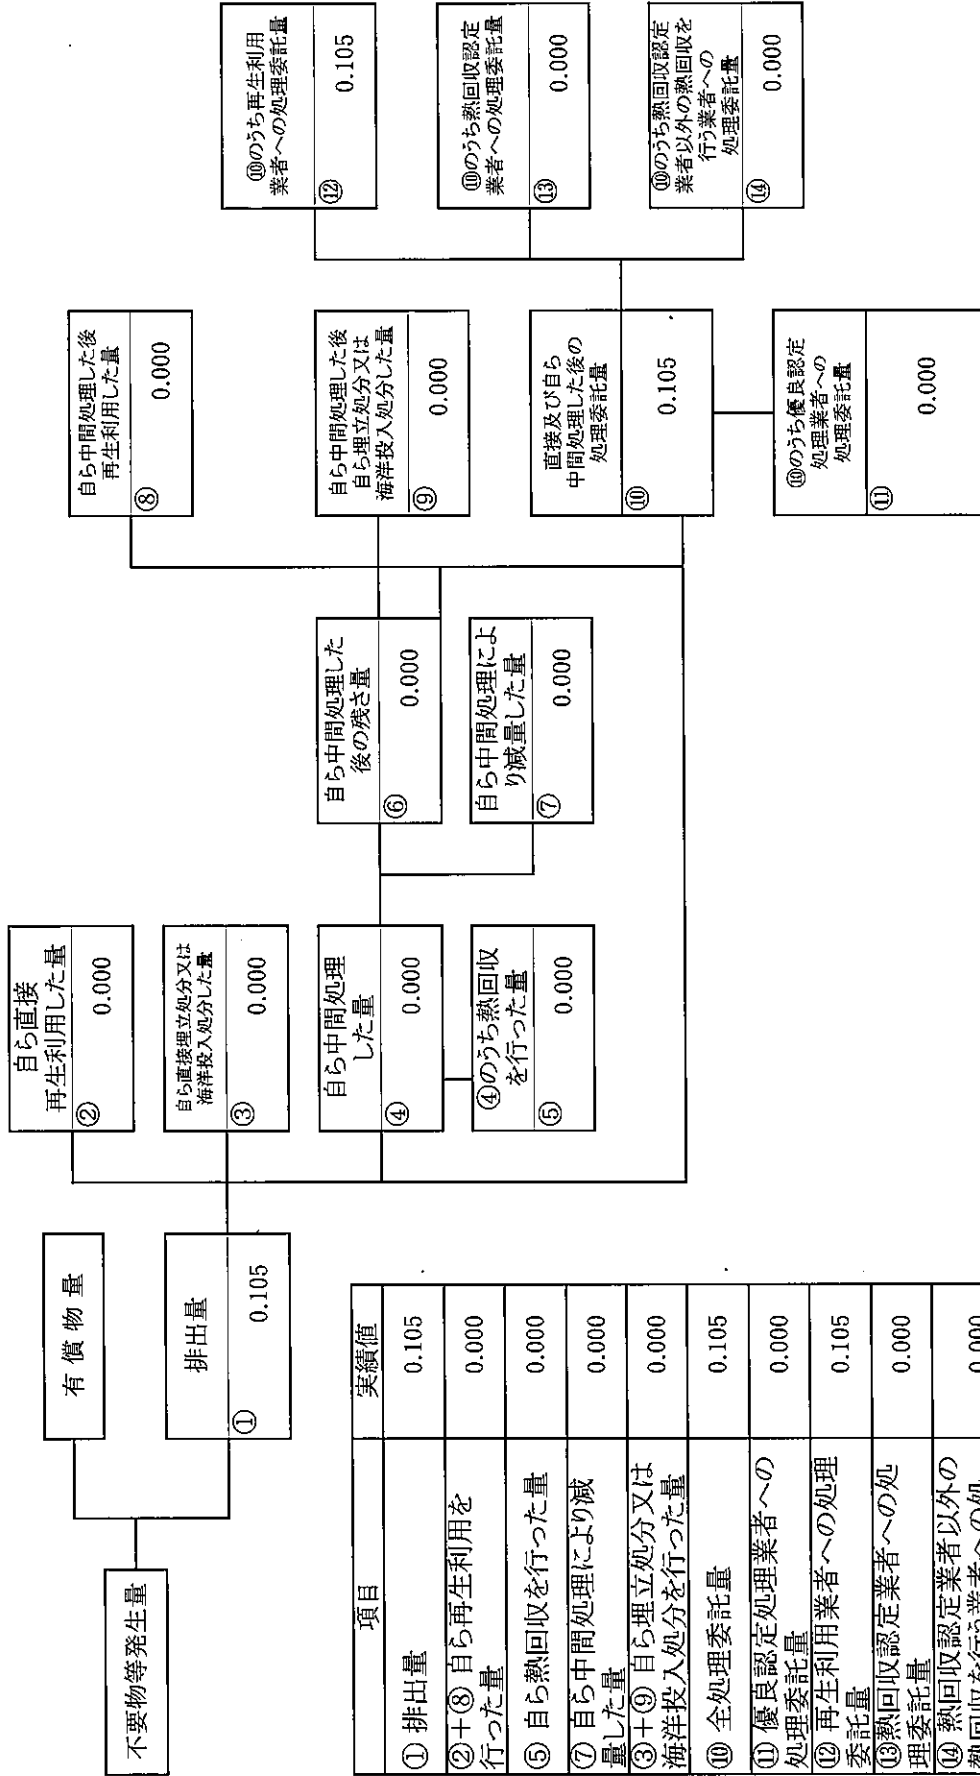 不要物等発生量
有償物量
排出量
①
0.105
自ら直接
再生利用した量
②
0.000
自ら直接埋立処分又は
海洋投入処分した量
③
0.000
自ら中間処理
した量
④
0.000
④のうち熱回収
を行った量
⑤
0.000
自ら中間処理した
後の残さ量
⑥
0.000
自ら中間処理によ
り減量した量
⑦
0.000
自ら中間処理した後
再生利用した量
⑧
0.000
自ら中間処理した後
自ら埋立処分又は
海洋投入処分した量
⑨
0.000
直接及び自ら
中間処理した後の
処理委託量
⑩
0.105
⑩のうち優良認定
処理業者への
処理委託量
⑪
0.000
⑩のうち再生利用
業者への処理委託量
⑫
0.105
⑩のうち熱回収認定
業者への処理委託量
⑬
0.000
⑩のうち熱回収認定
業者以外の熱回収を
行う業者への
処理委託量
⑭
0.000
項目 実績値
①排出量 0.105
②+⑧ 自ら再生利用を
行った量 0.000
⑤ 自ら熱回収を行った量 0.000
⑦ 自ら中間処理により減
量した量 0.000
③+⑨ 自ら埋立処分又は
海洋投入処分を行った量 0.000
⑩ 全処理委託量 0.105
⑪ 優良認定処理業者への
処理委託量 0.000
⑫ 再生利用業者への処理
委託量 0.105
⑬熱回収認定業者への処
理委託量 0.000
⑭ 熱回収認定業者以外の
熱回収を行う業者への処 0.000